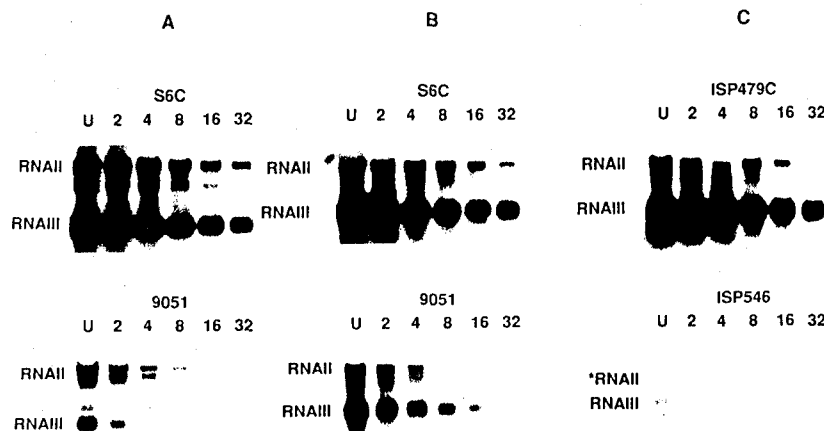 A B C
S6C S6C ISP479C
U 2 4 8 16 32 U 2 4 8 16 32 U 2 4 8 16 32
RNAII RNAII RNAII
RNAIII RNAIII RNAIII
9051 9051 ISP546
U 2 4 8 16 32 U 2 4 8 16 32 U 2 4 8 16 32
RNAII RNAII *RNAII
RNAIII RNAIII RNAIII